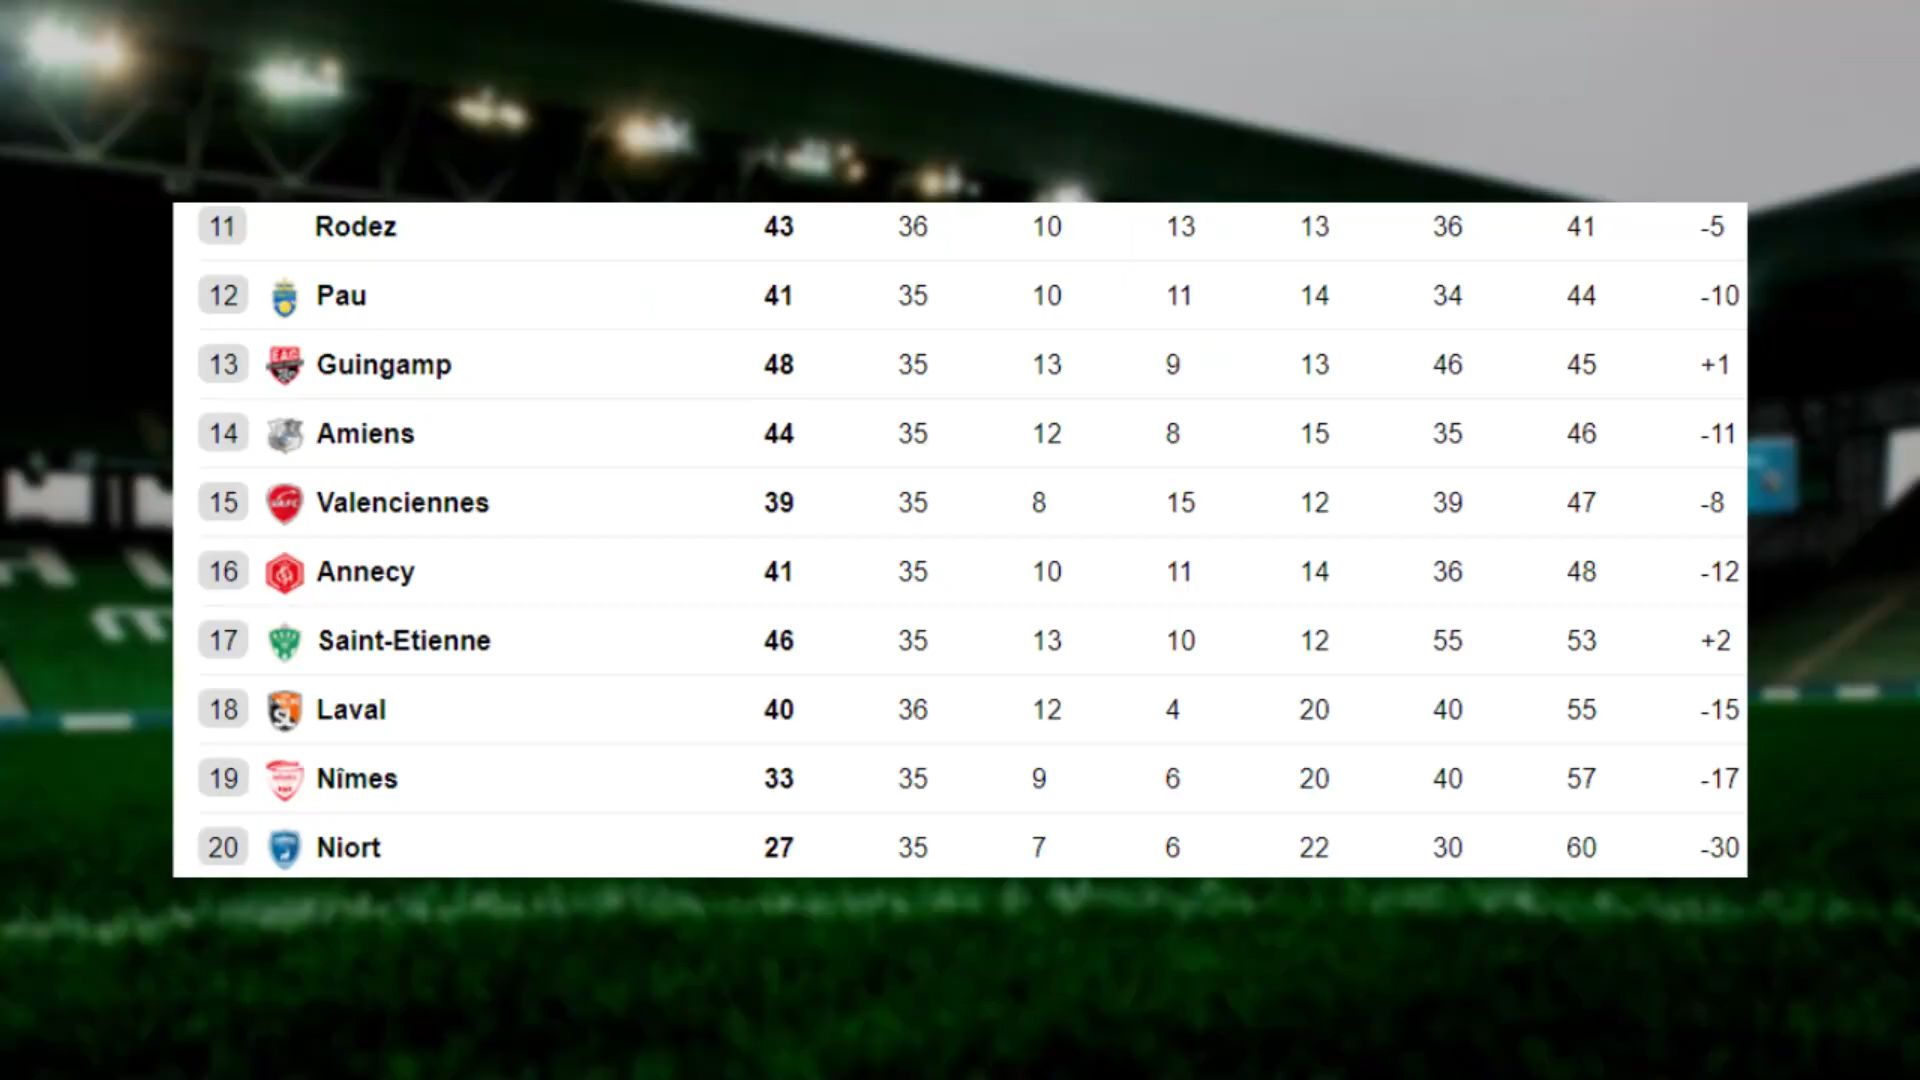 11 Rodez 43 36 10 13 13 36 41 -5
12 Pau 41 35 10 11 14 34 44 -10
13 Guingamp 48 35 13 9 13 46 45 +1
14 Amiens 44 35 12 8 15 35 46 -11
15 Valenciennes 39 35 8 15 12 39 47 -8
16 Annecy 41 35 10 11 14 36 48 -12
17 Saint-Etienne 46 35 13 10 12 55 53 +2
18 Laval 40 36 12 4 20 40 55 -15
19 Nîmes 33 35 9 6 20 40 57 -17
20 Niort 27 35 7 6 22 30 60 -30